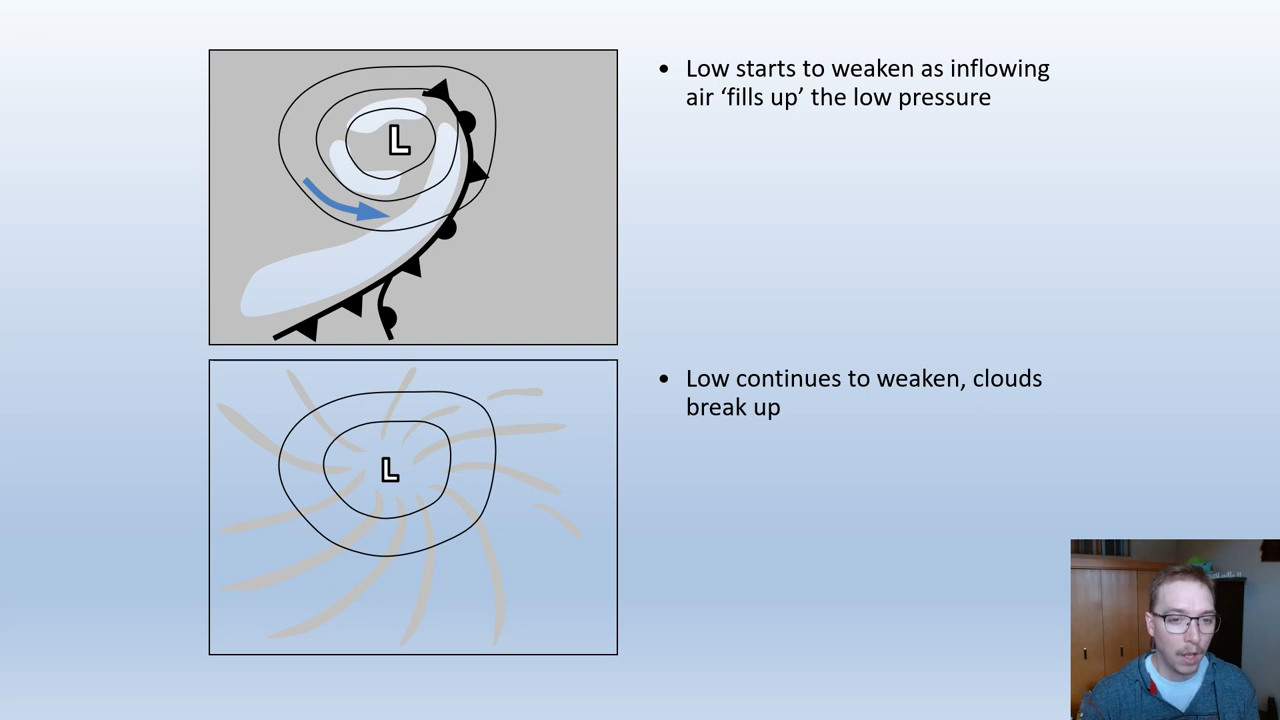 L
• Low starts to weaken as inflowing
air ‘fills up’ the low pressure
L
• Low continues to weaken, clouds
break up